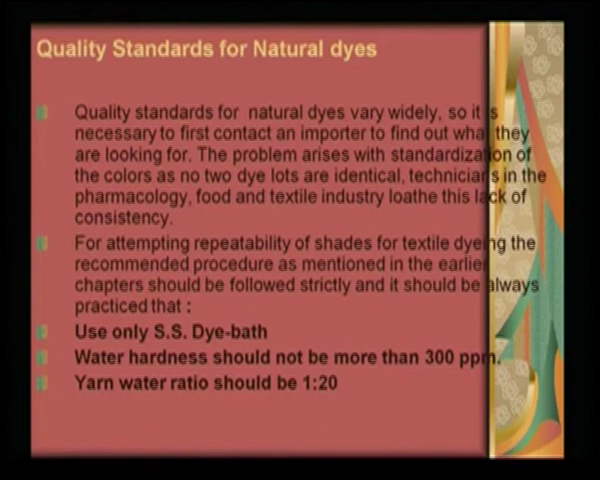 Quality Standards for Natural dyes
Quality standards for natural dyes vary widely, so it is
necessary to first contact an importer to find out what they
are looking for. The problem arises with standardization of
the colors as no two dye lots are identical, technicians in the
pharmacology, food and textile industry loathe this lack of
consistency.
For attempting repeatability of shades for textile dyeing the
recommended procedure as mentioned in the earlier
chapters should be followed strictly and it should be always
practiced that :
Use only S.S. Dye-bath
Water hardness should not be more than 300 ppm.
Yarn water ratio should be 1:20